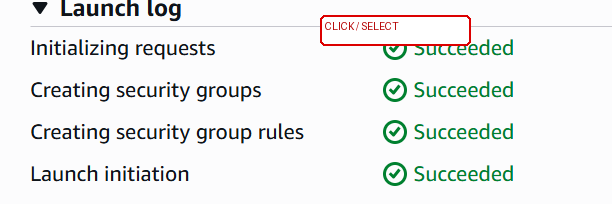 Launch log
CLICK / SELECT
Initializing requests Succeeded
Creating security groups Succeeded
Creating security group rules Succeeded
Launch initiation Succeeded